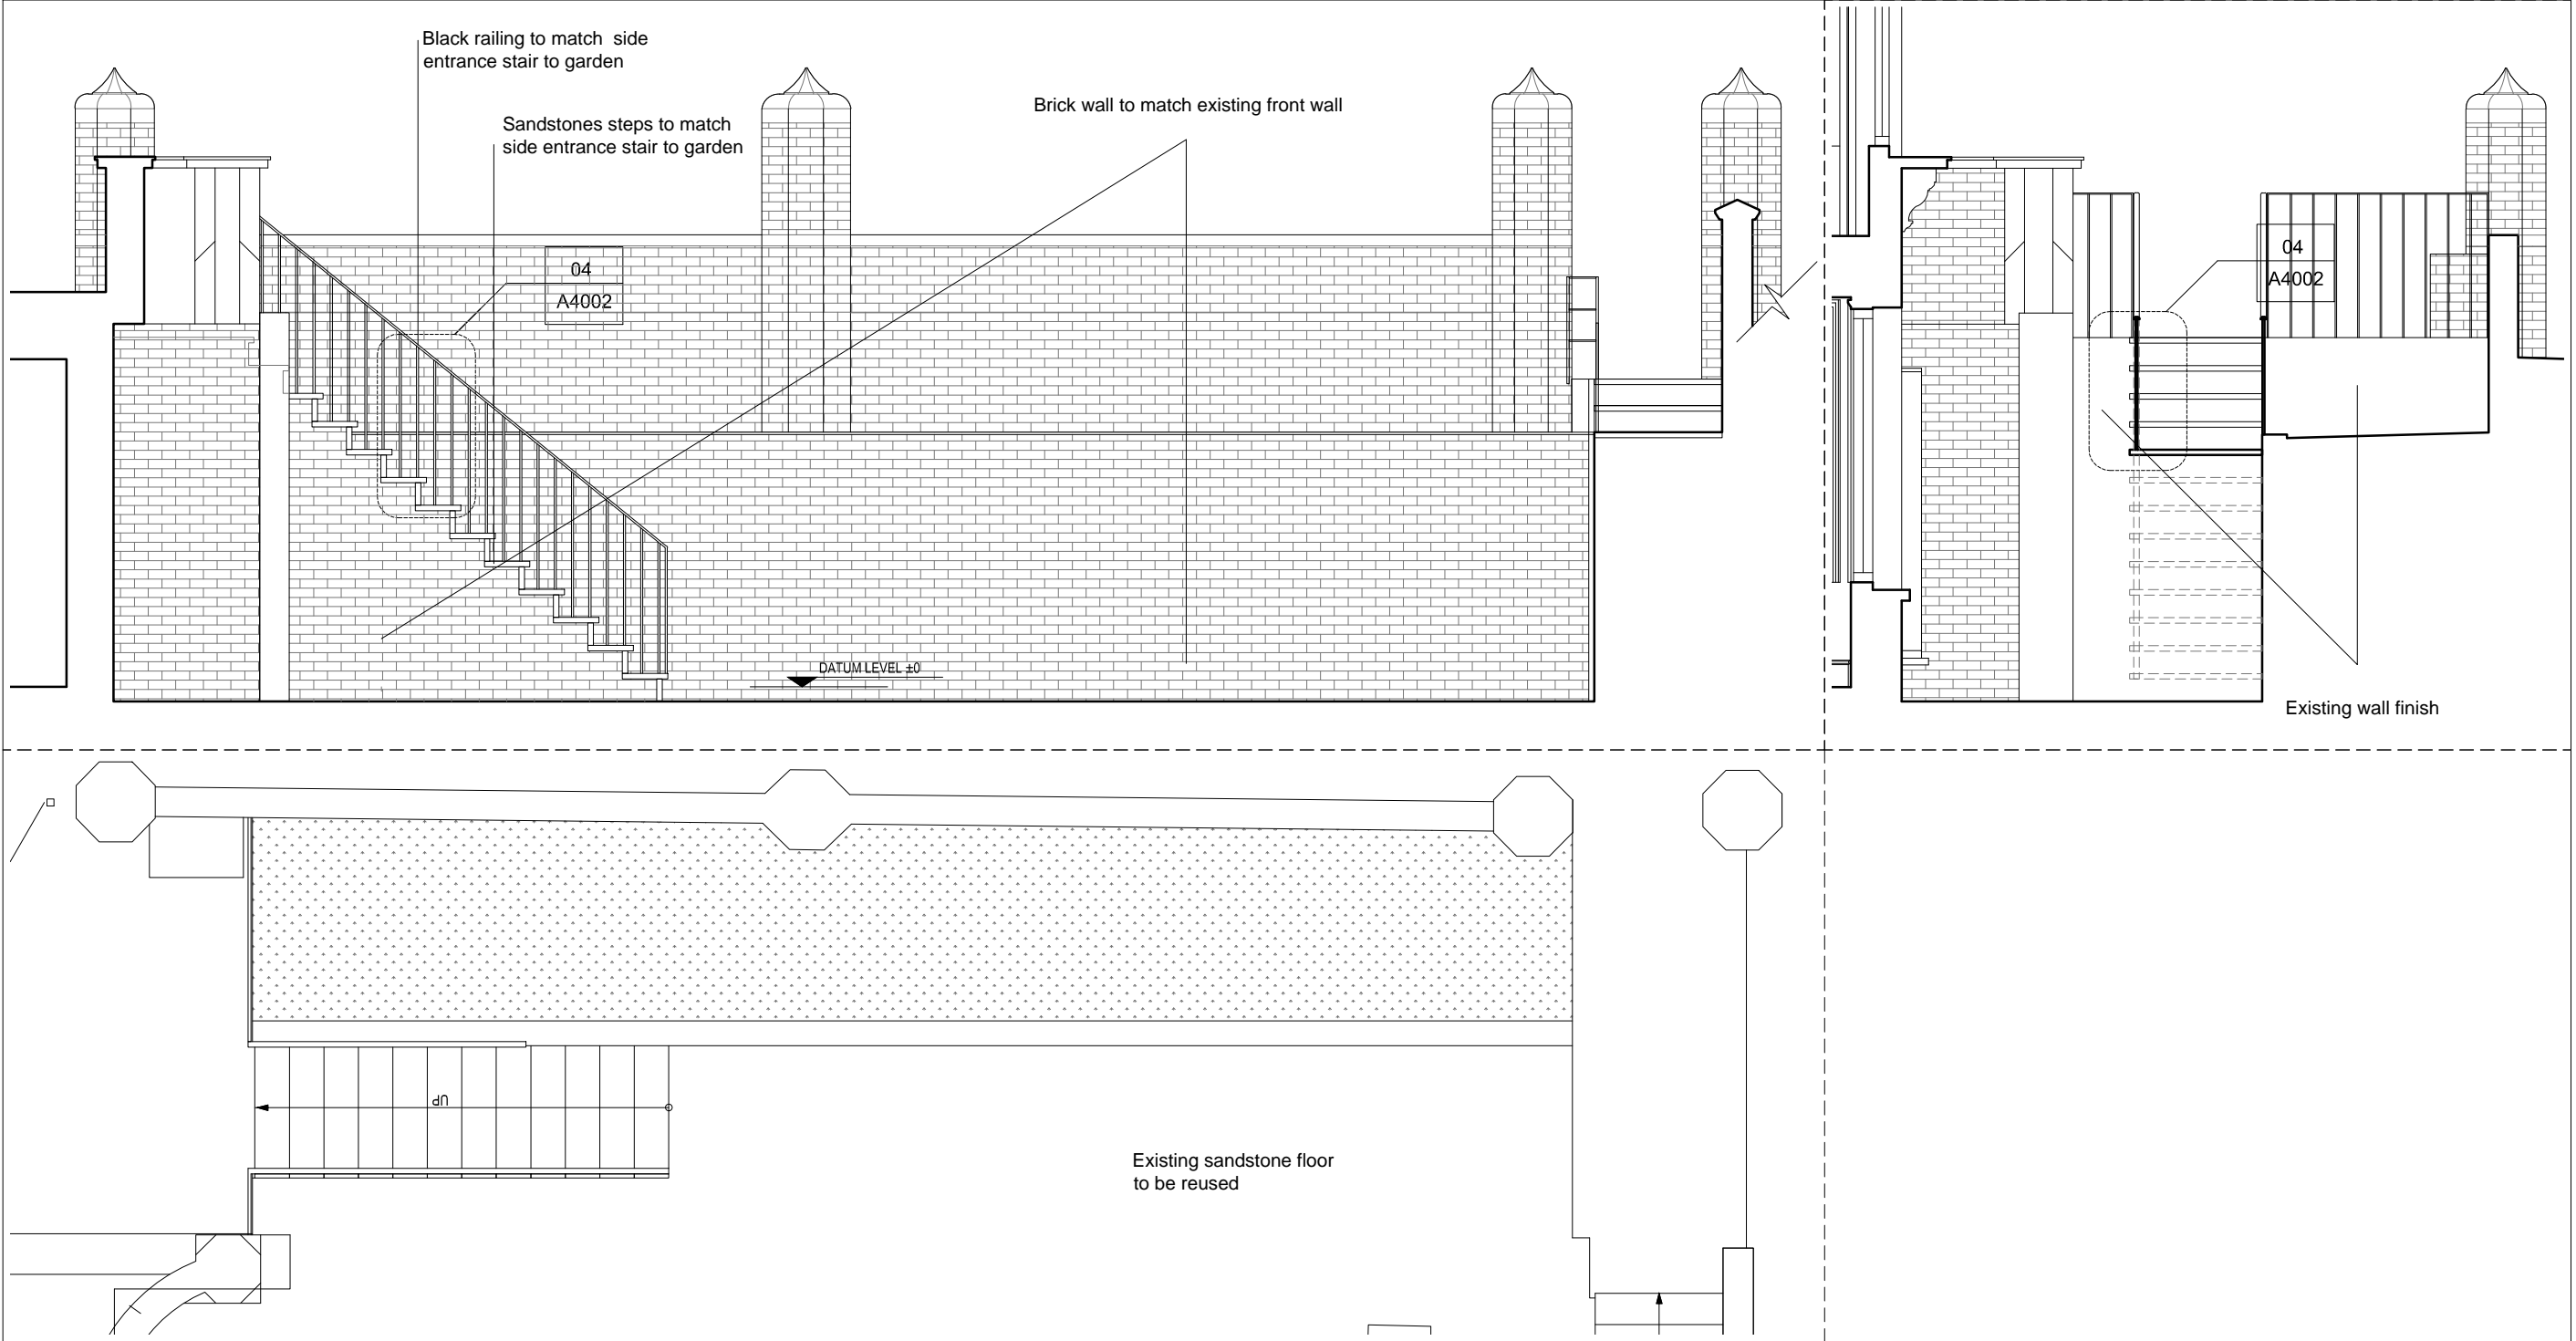 Black railing to match side
entrance stair to garden
Sandstones steps to match
side entrance stair to garden
Brick wall to match existing front wall
04
A4002
04
A4002
DATUM LEVEL ±0
Existing wall finish
UP
Existing sandstone floor
to be reused